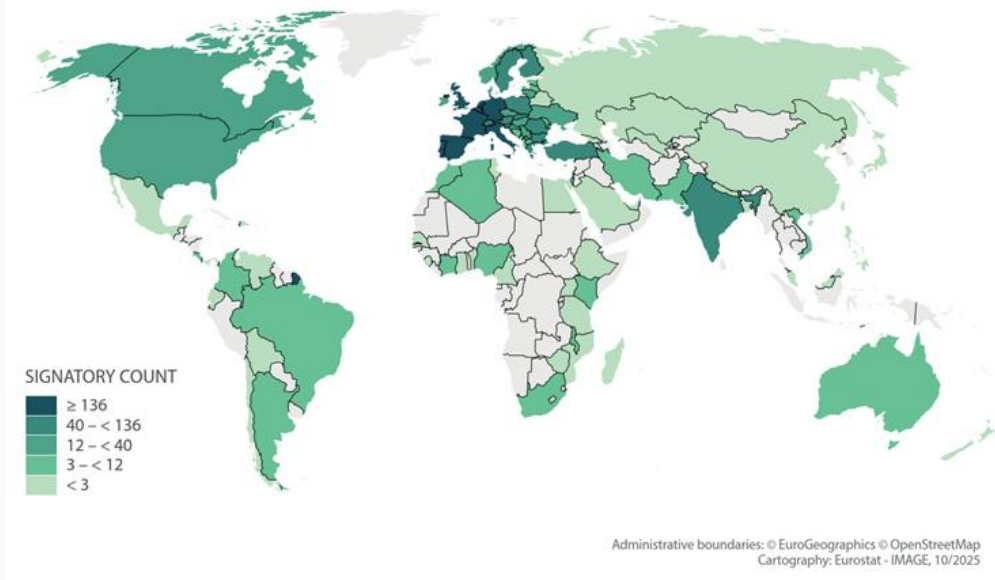 SIGNATORY COUNT
≥ 136
40 – < 136
12 – < 40
3 – < 12
< 3
Administrative boundaries: © EuroGeographics © OpenStreetMap
Cartography: Eurostat - IMAGE, 10/2025